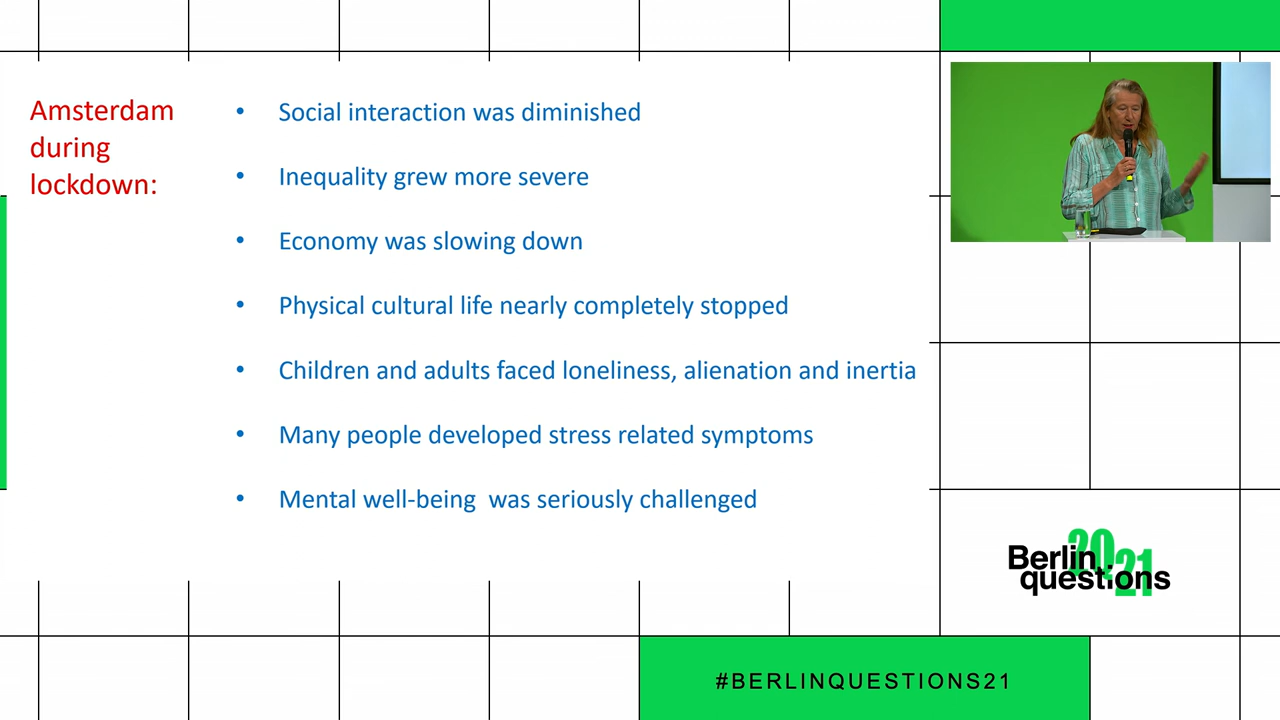 Amsterdam
during
lockdown:
• Social interaction was diminished
• Inequality grew more severe
• Economy was slowing down
• Physical cultural life nearly completely stopped
• Children and adults faced loneliness, alienation and inertia
• Many people developed stress related symptoms
• Mental well-being  was seriously challenged
2021
Berlin
questions
#BERLINQUESTIONS21